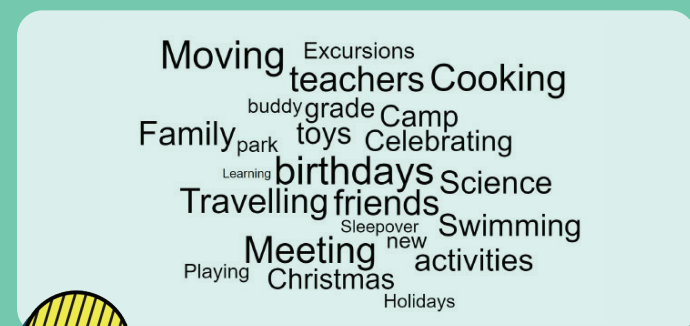 Moving Excursions
teachers Cooking
buddy grade Camp
Family park toys Celebrating
Learning birthdays Science
Travelling friends
Sleepover Swimming
Meeting new activities
Playing Christmas
Holidays